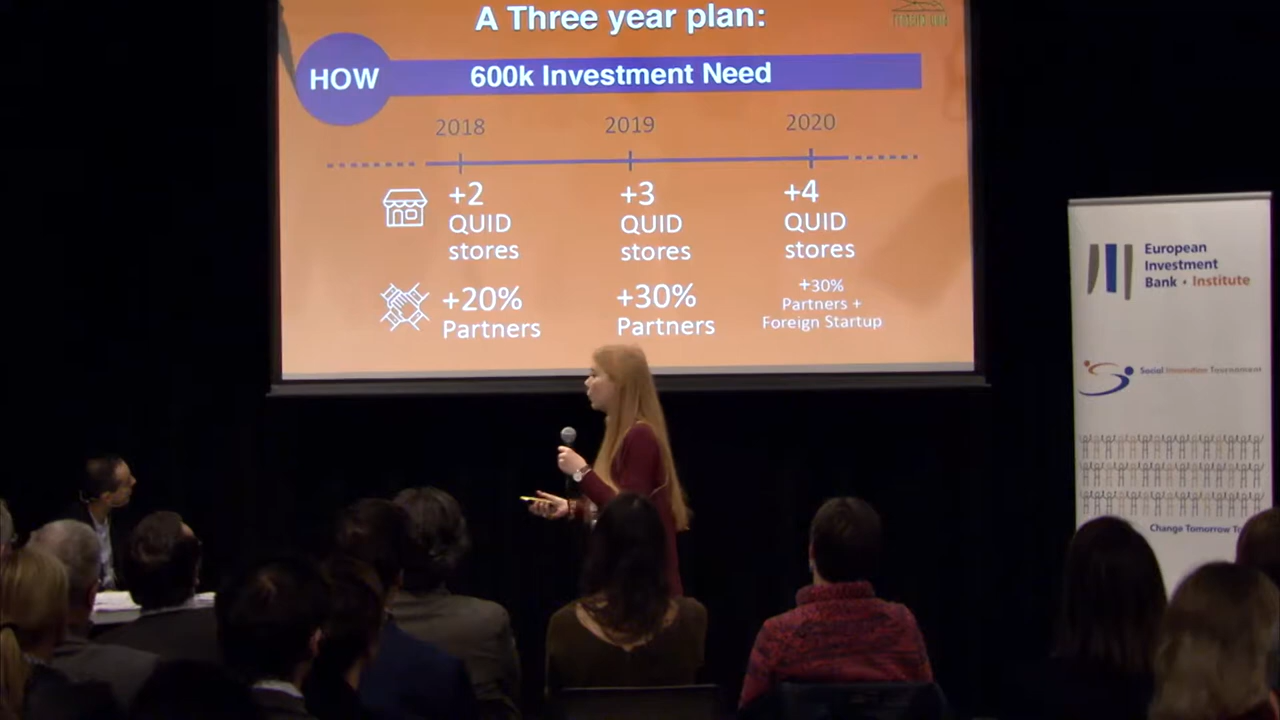 A Three year plan:
HOW
600k Investment Need
2018
2019
2020
+2
QUID
stores
+3
QUID
stores
+4
QUID
stores
+20%
Partners
+30%
Partners
+30%
Partners +
Foreign Startup
European
Investment
Bank • Institute
Social Innovation Tournament
Change Tomorrow